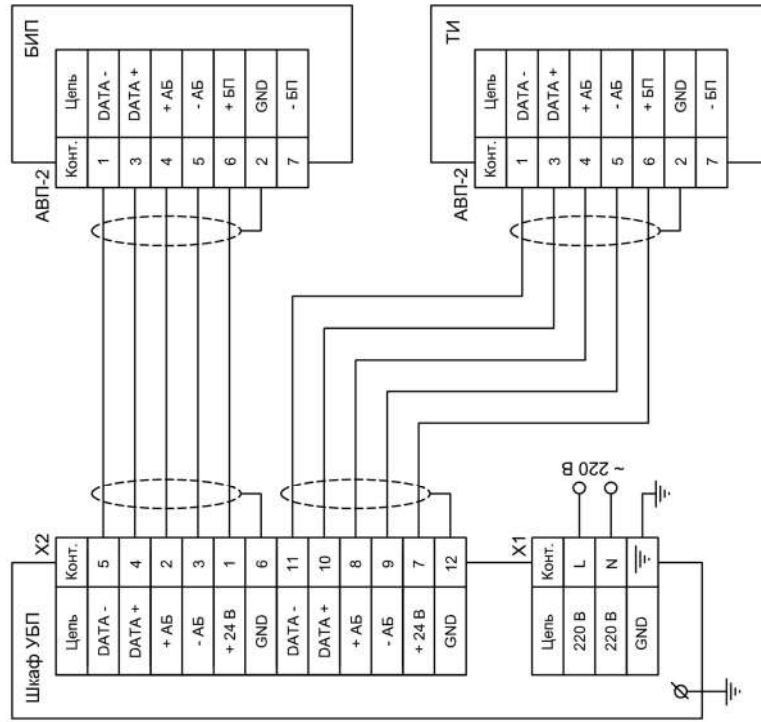 Шкаф УБП
X2
Цепь Конт.
DATA - 5
DATA + 4
+ АБ 2
- АБ 3
+ 24 В 1
GND 6
DATA - 11
DATA + 10
+ АБ 8
- АБ 9
+ 24 В 7
GND 12
X1
Цепь Конт.
220 В L
220 В N
GND
~ 220 В
АВП-2
БИП
Конт. Цепь
1 DATA -
3 DATA +
4 + АБ
5 - АБ
6 + БП
2 GND
7 - БП
АВП-2
ТИ
Конт. Цепь
1 DATA -
3 DATA +
4 + АБ
5 - АБ
6 + БП
2 GND
7 - БП